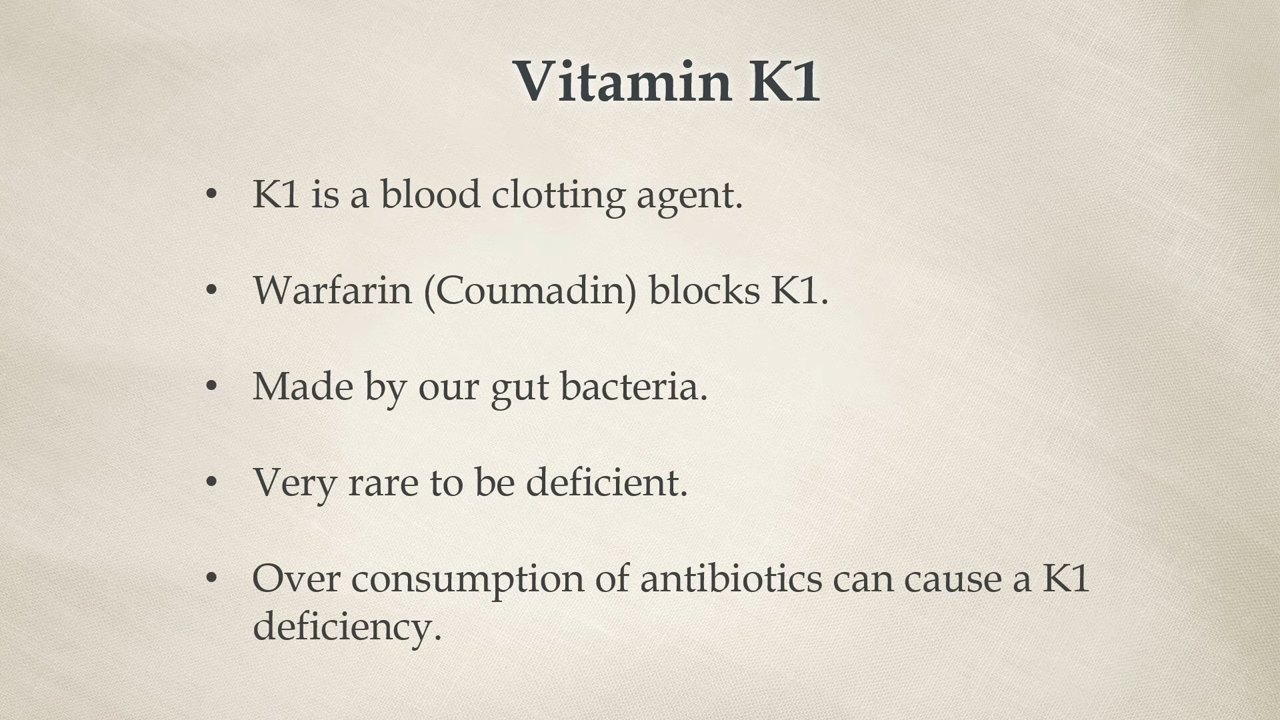 Vitamin K1
• K1 is a blood clotting agent.
• Warfarin (Coumadin) blocks K1.
• Made by our gut bacteria.
• Very rare to be deficient.
• Over consumption of antibiotics can cause a K1
deficiency.